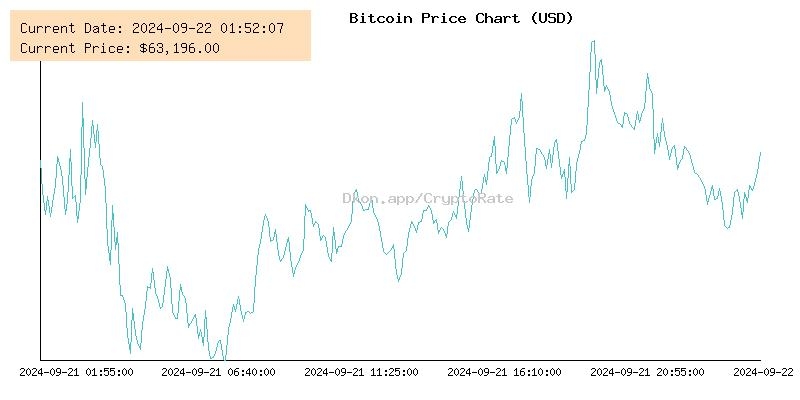 Bitcoin Price Chart (USD)
Current Date: 2024-09-22 01:52:07
Current Price: $63,196.00
Dkon.app/CryptoRate
2024-09-21 01:55:00 2024-09-21 06:40:00 2024-09-21 11:25:00 2024-09-21 16:10:00 2024-09-21 20:55:00 2024-09-22